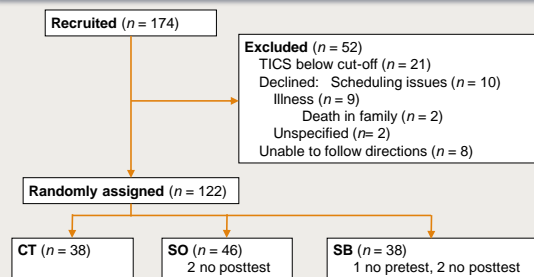 Recruited (n = 174)
Excluded (n = 52)
TICS below cut-off (n = 21)
Declined: Scheduling issues (n = 10)
Illness (n = 9)
Death in family (n = 2)
Unspecified (n= 2)
Unable to follow directions (n = 8)
Randomly assigned (n = 122)
CT (n = 38)
SO (n = 46)
2 no posttest
SB (n = 38)
1 no pretest, 2 no posttest